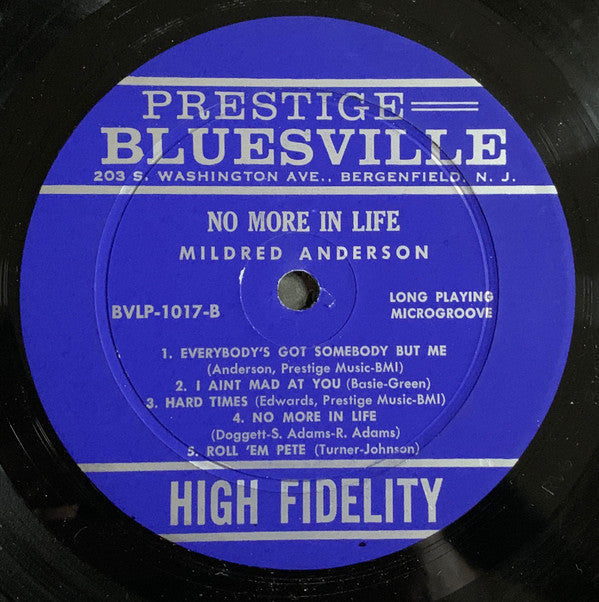 PRESTIGE
BLUESVILLE
203 S. WASHINGTON AVE., BERGENFIELD, N. J.
NO MORE IN LIFE
MILDRED ANDERSON
BVLP-1017-B
LONG PLAYING
MICROGROOVE
1. EVERYBODY'S GOT SOMEBODY BUT ME
(Anderson, Prestige Music-BMI)
2. I AINT MAD AT YOU (Basie-Green)
3. HARD TIMES (Edwards, Prestige Music-BMI)
4. NO MORE IN LIFE
(Doggett-S. Adams-R. Adams)
5. ROLL 'EM PETE (Turner-Johnson)
HIGH FIDELITY